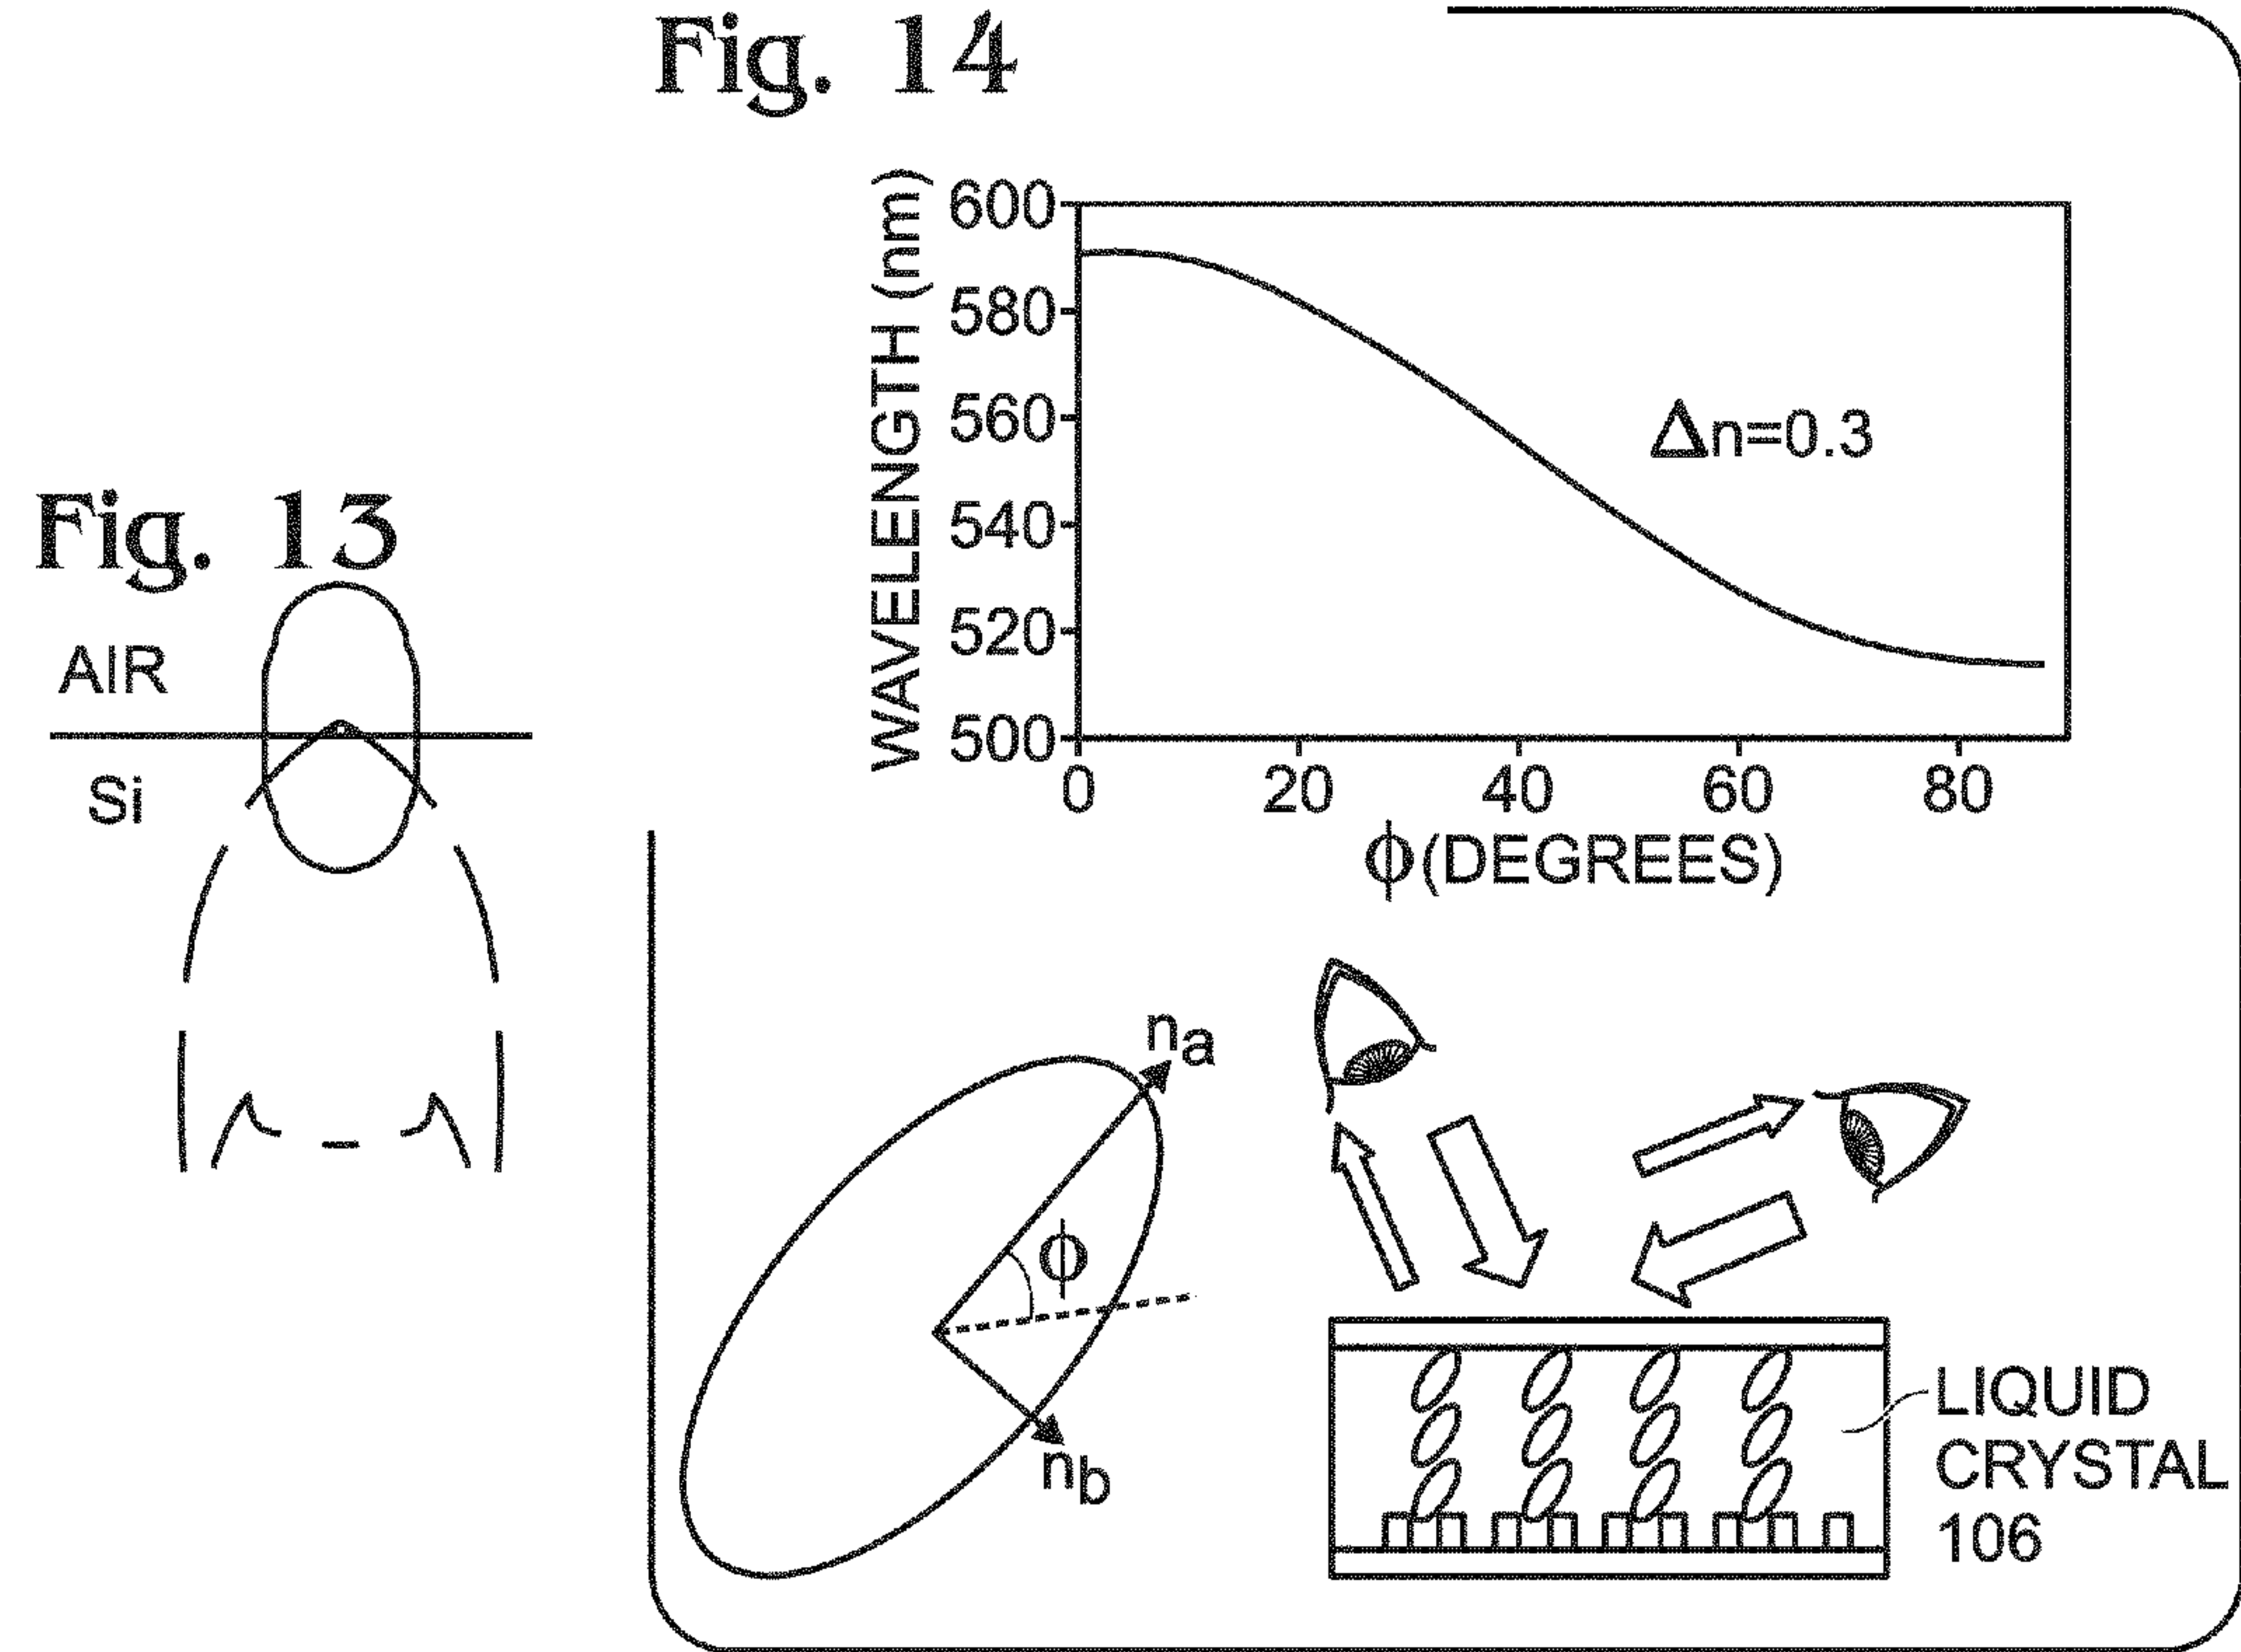 Fig. 14
WAVELENGTH (nm)
600
580
560
540
520
500
Δn=0.3
0 20 40 60 80
ϕ(DEGREES)
Fig. 13
AIR
Si
na
ϕ
nb
LIQUID
CRYSTAL
106